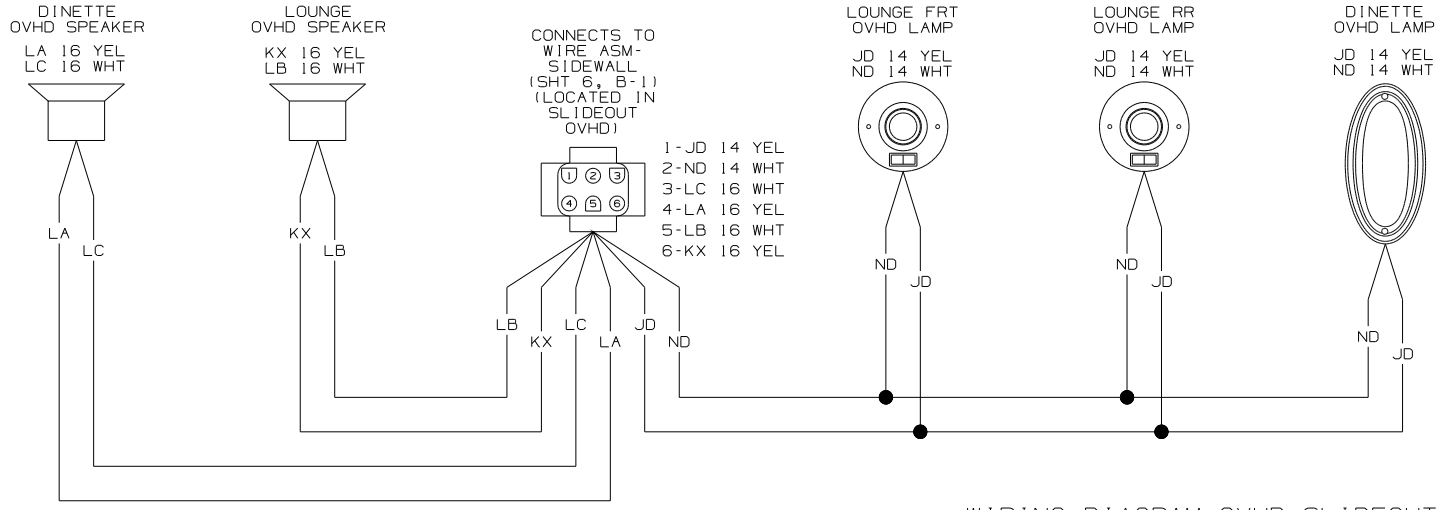 DINETTE
OVHD SPEAKER
LA 16 YEL
LC 16 WHT
LOUNGE
OVHD SPEAKER
KX 16 YEL
LB 16 WHT
CONNECTS TO
WIRE ASM-
SIDEWALL
(SHT 6, B-1)
(LOCATED IN
SLIDEOUT
OVHD)
1 2 3
4 5 6
1-JD 14 YEL
2-ND 14 WHT
3-LC 16 WHT
4-LA 16 YEL
5-LB 16 WHT
6-KX 16 YEL
LOUNGE FRT
OVHD LAMP
JD 14 YEL
ND 14 WHT
LOUNGE RR
OVHD LAMP
JD 14 YEL
ND 14 WHT
DINETTE
OVHD LAMP
JD 14 YEL
ND 14 WHT
LA
LC
KX
LB
LB
KX
LC
LA
JD
ND
ND
JD
ND
JD
ND
JD
WIRING DIAGRAM-OVHD SLIDEOUT